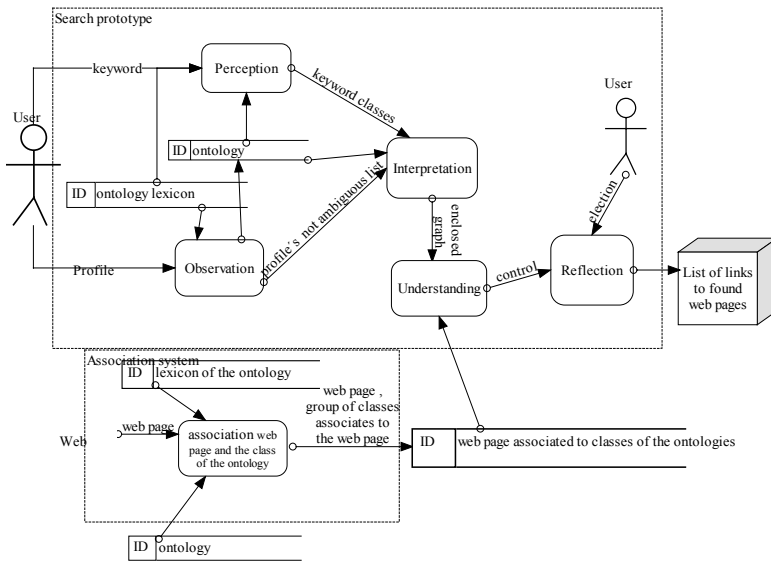 Search prototype
keyword
Perception
keyword classes
User
User
ID ontology
Interpretation
ID ontology lexicon
profile´s not ambiguous list
enclosed
graph
election
Profile
Observation
Understanding
control
Reflection
List of links
to found
web pages
Association system
ID lexicon of the ontology
web page ,
group of classes
associates to
the web page
Web
web page
association web
page and the class
of the ontology
ID web page associated to classes of the ontologies
ID ontology